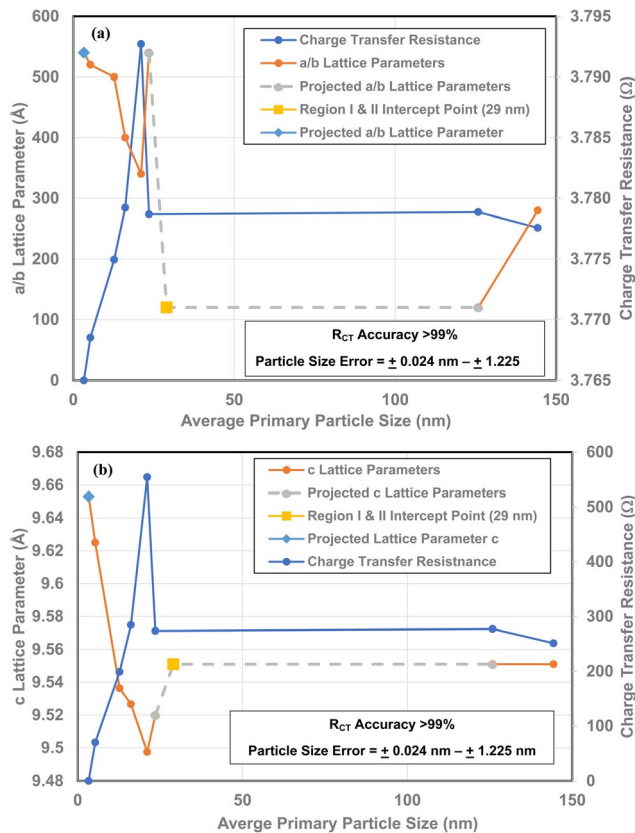 (a)
600
500
400
300
200
100
0
a/b Lattice Parameter (Å)
3.795
3.790
3.785
3.780
3.775
3.770
3.765
Charge Transfer Resistance (Ω)
Charge Transfer Resistance
a/b Lattice Parameters
Projected a/b Lattice Parameters
Region I & II Intercept Point (29 nm)
Projected a/b Lattice Parameter
RCT Accuracy >99%
Particle Size Error = + 0.024 nm – + 1.225
0
50
100
150
Average Primary Particle Size (nm)
(b)
9.68
9.66
9.64
9.62
9.6
9.58
9.56
9.54
9.52
9.5
9.48
c Lattice Parameter (Å)
600
500
400
300
200
100
0
Charge Transfer Resistance (Ω)
c Lattice Parameters
Projected c Lattice Parameters
Region I & II Intercept Point (29 nm)
Projected Lattice Parameter c
Charge Transfer Resistnance
RCT Accuracy >99%
Particle Size Error = + 0.024 nm – + 1.225 nm
0
50
100
150
Averge Primary Particle Size (nm)